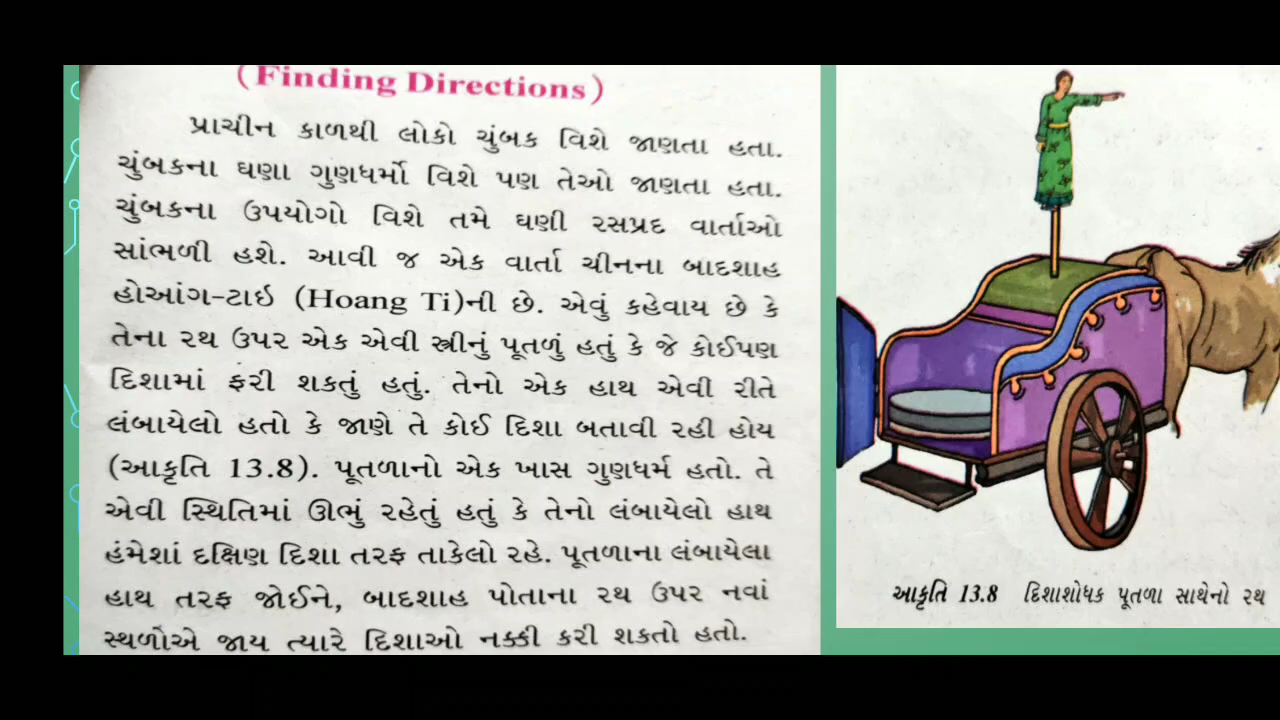 (Finding Directions)
પ્રાચીન કાળથી લોકો ચુંબક વિશે જાણતા હતા.
ચુંબકના ઘણા ગુણધર્મો વિશે પણ તેઓ જાણતા હતા.
ચુંબકના ઉપયોગો વિશે તમે ઘણી રસપ્રદ વાર્તાઓ
સાંભળી હશે. આવી જ એક વાર્તા ચીનના બાદશાહ
હોઆંગ-ટાઇ (Hoang Ti)ની છે. એવું કહેવાય છે કે
તેના રથ ઉપર એક એવી સ્ત્રીનું પૂતળું હતું કે જે કોઈપણ
દિશામાં ફરી શકતું હતું. તેનો એક હાથ એવી રીતે
લંબાયેલો હતો કે જાણે તે કોઈ દિશા બતાવી રહી હોય
(આકૃતિ 13.8). પૂતળાનો એક ખાસ ગુણધર્મ હતો. તે
એવી સ્થિતિમાં ઊભું રહેતું હતું કે તેનો લંબાયેલો હાથ
હંમેશાં દક્ષિણ દિશા તરફ તાકેલો રહે. પૂતળાના લંબાયેલા
હાથ તરફ જોઈને, બાદશાહ પોતાના રથ ઉપર નવાં
સ્થળોએ જાય ત્યારે દિશાઓ નક્કી કરી શકતો હતો.
આકૃતિ 13.8 દિશાશોધક પૂતળા સાથેનો રથ